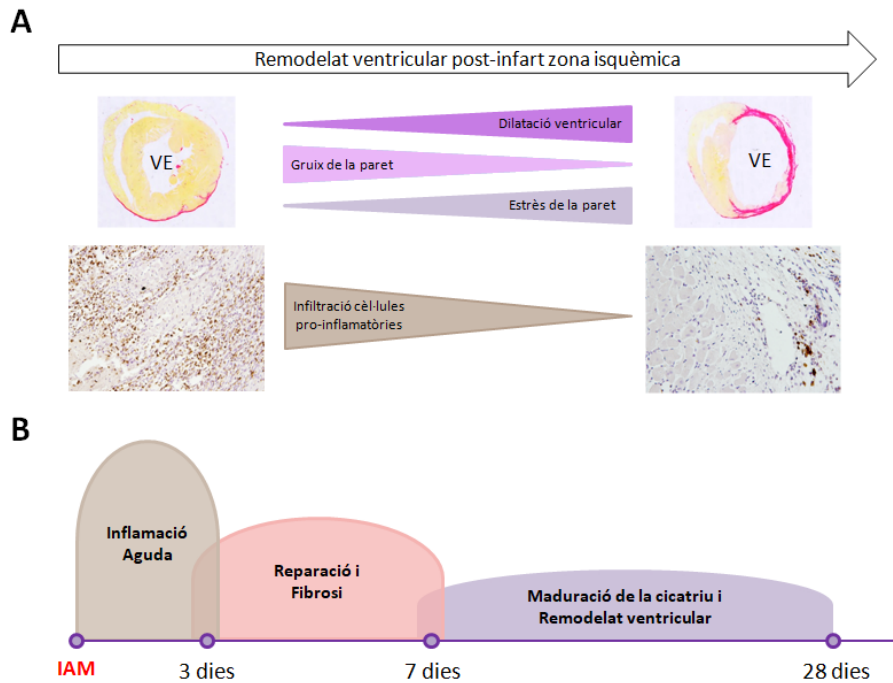 A
Remodelat ventricular post-infart zona isquèmica
VE
Dilatació ventricular
Gruix de la paret
Estrès de la paret
VE
Infiltració cèl·lules
pro-inflamatòries
B
Inflamació
Aguda
Reparació i
Fibrosi
Maduració de la cicatriu i
Remodelat ventricular
IAM
3 dies
7 dies
28 dies